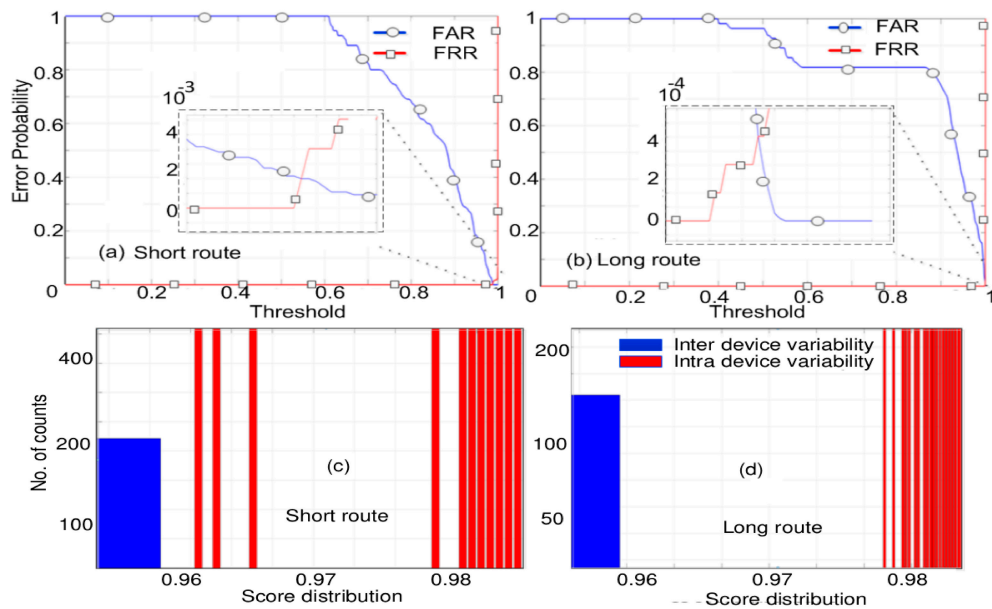 1
FAR
FRR
0.8
10^-3
4
2
0
0.6
0.4
0.2
0
Error Probability
(a) Short route
0.2 0.4 0.6 0.8 1
Threshold
1
FAR
FRR
0.8
10^-4
4
2
0
0.6
0.4
0.2
0
(b) Long route
0.2 0.4 0.6 0.8 1
Threshold
400
200
100
No. of counts
(c)
Short route
0.96 0.97 0.98
Score distribution
Inter device variability
Intra device variability
200
100
50
(d)
Long route
0.96 0.97 0.98
Score distribution